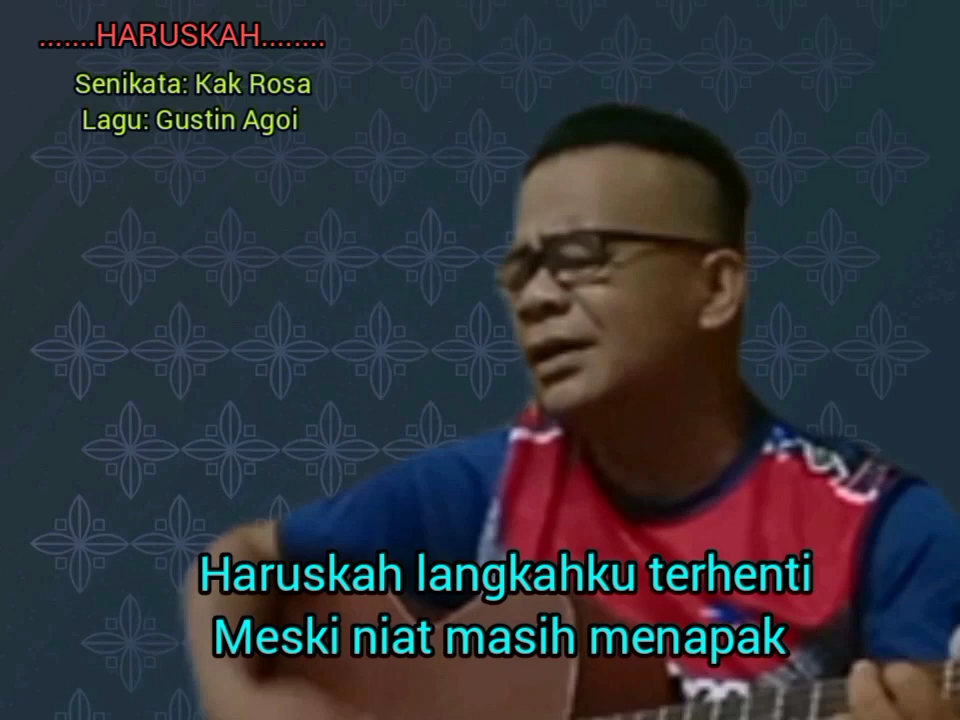 .......HARUSKAH........
Senikata: Kak Rosa
Lagu: Gustin Agoi
Haruskah langkahku terhenti
Meski niat masih menapak